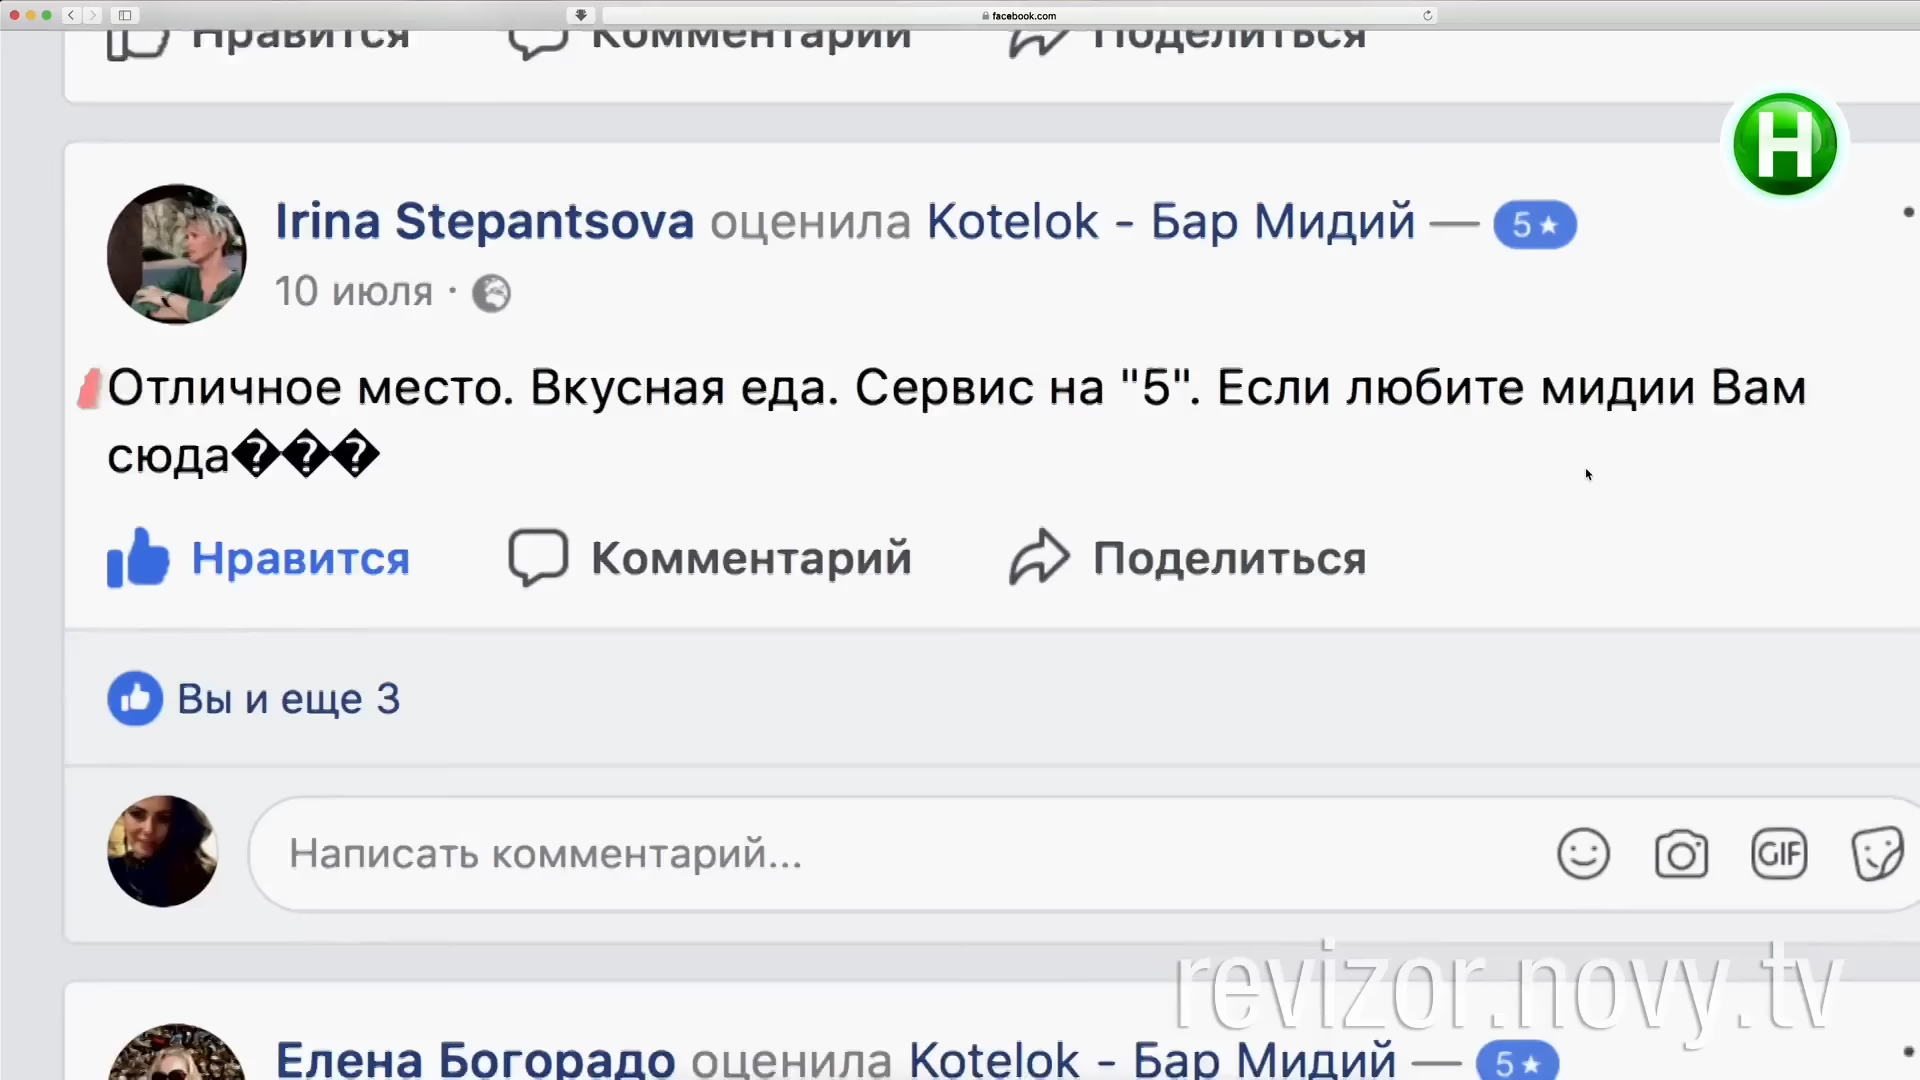 facebook.com
Нравится Комментарий Поделиться
H
Irina Stepantsova оценила Kotelok - Бар Мидий — 5★
10 июля ·
Отличное место. Вкусная еда. Сервис на "5". Если любите мидии Вам
сюда���
Нравится Комментарий Поделиться
Вы и еще 3
Написать комментарий...
GIF
revizor.novy.tv
Елена Богорадо оценила Kotelok - Бар Мидий — 5★